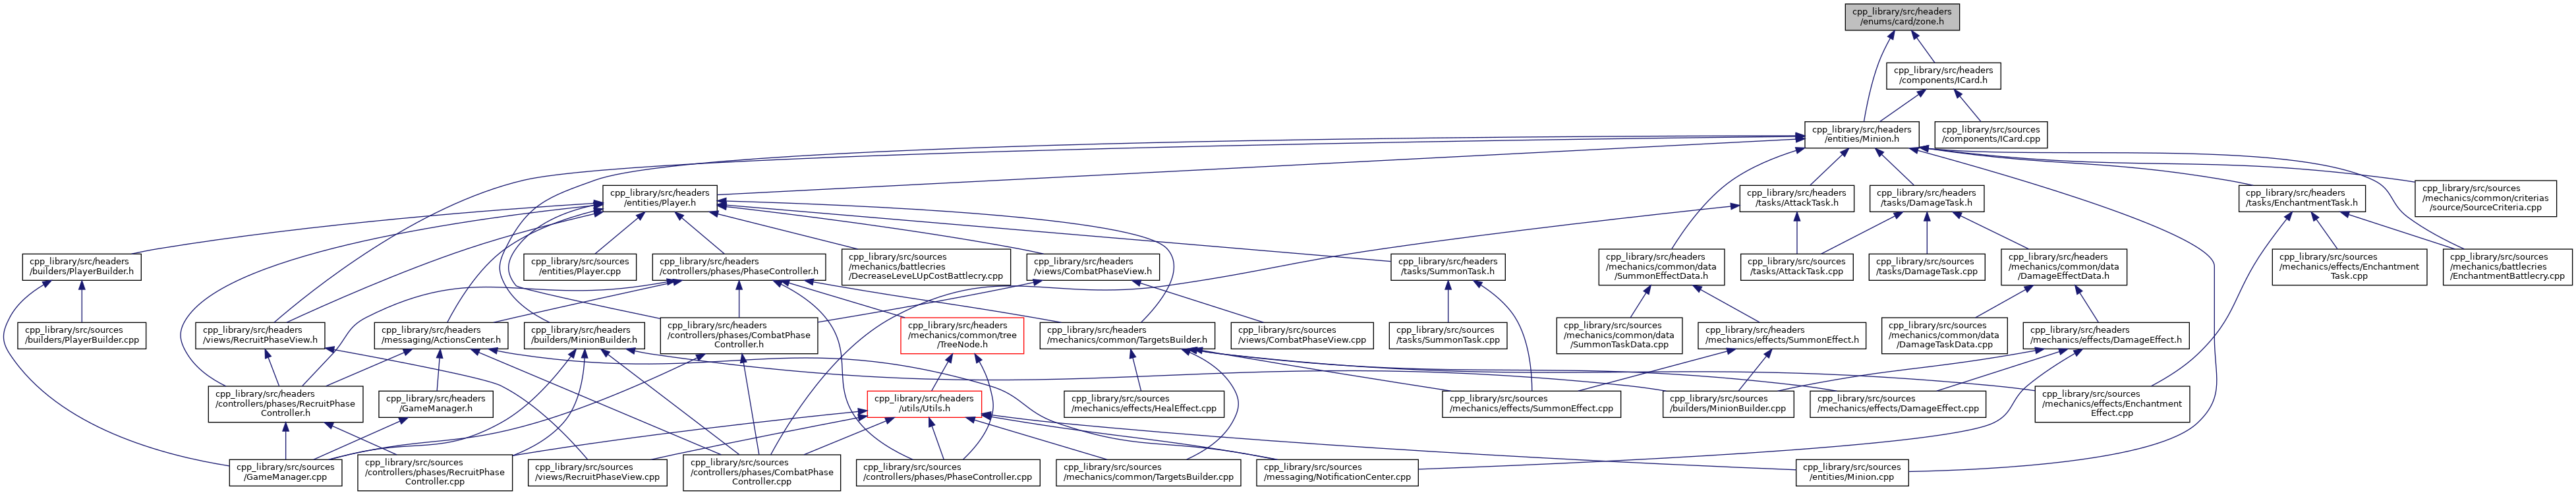 cpp_library/src/headers
/enums/card/zone.h
cpp_library/src/headers
/components/ICard.h
cpp_library/src/headers
/entities/Minion.h
cpp_library/src/sources
/components/ICard.cpp
cpp_library/src/headers
/entities/Player.h
cpp_library/src/headers
/tasks/AttackTask.h
cpp_library/src/headers
/tasks/DamageTask.h
cpp_library/src/headers
/tasks/EnchantmentTask.h
cpp_library/src/sources
/mechanics/common/criterias
/source/SourceCriteria.cpp
cpp_library/src/headers
/builders/PlayerBuilder.h
cpp_library/src/sources
/entities/Player.cpp
cpp_library/src/headers
/controllers/phases/PhaseController.h
cpp_library/src/sources
/mechanics/battlecries
/DecreaseLeveLUpCostBattlecry.cpp
cpp_library/src/headers
/views/CombatPhaseView.h
cpp_library/src/headers
/tasks/SummonTask.h
cpp_library/src/headers
/mechanics/common/data
/SummonEffectData.h
cpp_library/src/sources
/tasks/AttackTask.cpp
cpp_library/src/sources
/tasks/DamageTask.cpp
cpp_library/src/headers
/mechanics/common/data
/DamageEffectData.h
cpp_library/src/sources
/mechanics/effects/Enchantment
Task.cpp
cpp_library/src/sources
/mechanics/battlecries
/EnchantmentBattlecry.cpp
cpp_library/src/sources
/builders/PlayerBuilder.cpp
cpp_library/src/headers
/views/RecruitPhaseView.h
cpp_library/src/headers
/messaging/ActionsCenter.h
cpp_library/src/headers
/builders/MinionBuilder.h
cpp_library/src/headers
/controllers/phases/CombatPhase
Controller.h
cpp_library/src/headers
/mechanics/common/tree
/TreeNode.h
cpp_library/src/headers
/mechanics/common/TargetsBuilder.h
cpp_library/src/sources
/views/CombatPhaseView.cpp
cpp_library/src/sources
/tasks/SummonTask.cpp
cpp_library/src/sources
/mechanics/common/data
/SummonTaskData.cpp
cpp_library/src/headers
/mechanics/effects/SummonEffect.h
cpp_library/src/sources
/mechanics/common/data
/DamageTaskData.cpp
cpp_library/src/headers
/mechanics/effects/DamageEffect.h
cpp_library/src/headers
/controllers/phases/RecruitPhase
Controller.h
cpp_library/src/headers
/GameManager.h
cpp_library/src/headers
/utils/Utils.h
cpp_library/src/sources
/mechanics/effects/HealEffect.cpp
cpp_library/src/sources
/mechanics/effects/SummonEffect.cpp
cpp_library/src/sources
/builders/MinionBuilder.cpp
cpp_library/src/sources
/mechanics/effects/DamageEffect.cpp
cpp_library/src/sources
/mechanics/effects/Enchantment
Effect.cpp
cpp_library/src/sources
/GameManager.cpp
cpp_library/src/sources
/controllers/phases/RecruitPhase
Controller.cpp
cpp_library/src/sources
/views/RecruitPhaseView.cpp
cpp_library/src/sources
/controllers/phases/CombatPhase
Controller.cpp
cpp_library/src/sources
/controllers/phases/PhaseController.cpp
cpp_library/src/sources
/mechanics/common/TargetsBuilder.cpp
cpp_library/src/sources
/messaging/NotificationCenter.cpp
cpp_library/src/sources
/entities/Minion.cpp